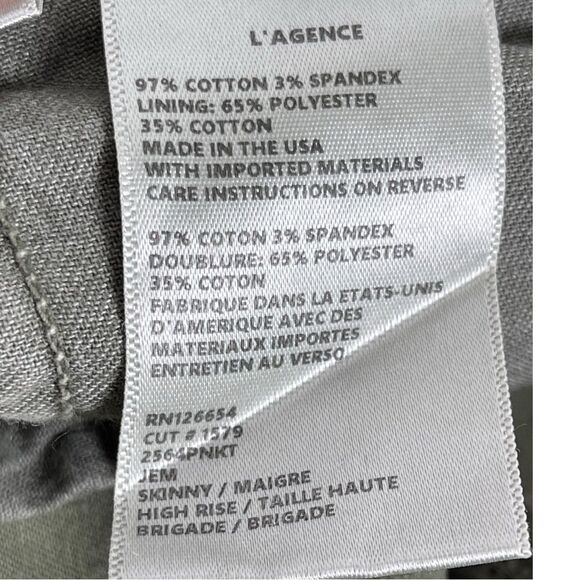 L'AGENCE
97% COTTON 3% SPANDEX
LINING: 65% POLYESTER
35% COTTON
MADE IN THE USA
WITH IMPORTED MATERIALS
CARE INSTRUCTIONS ON REVERSE
97% COTON 3% SPANDEX
DOUBLURE: 65% POLYESTER
35% COTON
FABRIQUE DANS LA ETATS-UNIS
D'AMERIQUE AVEC DES
MATERIAUX IMPORTES
ENTRETIEN AU VERSO
RN126654
CUT # 1579
2564PNKT
JEM
SKINNY / MAIGRE
HIGH RISE / TAILLE HAUTE
BRIGADE / BRIGADE